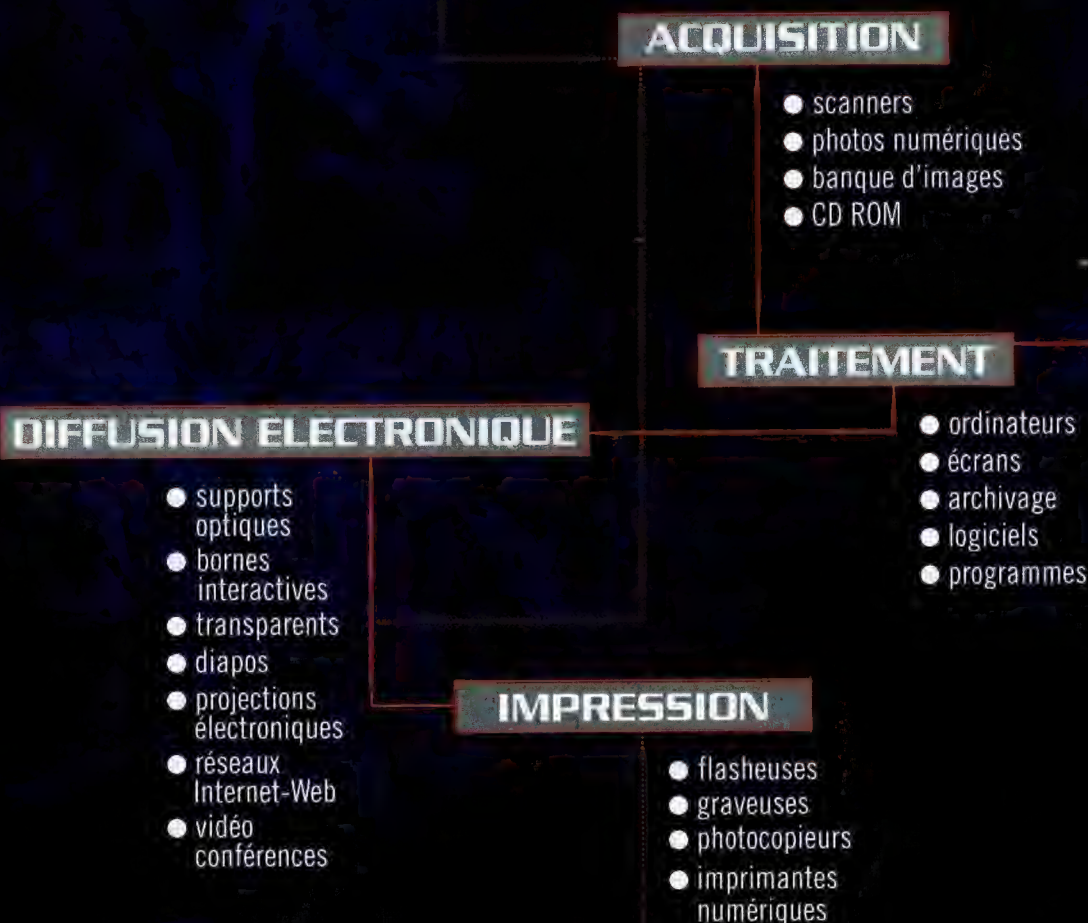 ACQUISITION
● scanners
● photos numériques
● banque d'images
● CD ROM
TRAITEMENT
● ordinateurs
● écrans
● archivage
● logiciels
● programmes
DIFFUSION ELECTRONIQUE
● supports
optiques
● bornes
interactives
● transparents
● diapos
● projections
électroniques
● réseaux
Internet-Web
● vidéo
conférences
IMPRESSION
● flasheuses
● graveuses
● photocopieurs
● imprimantes
numériques